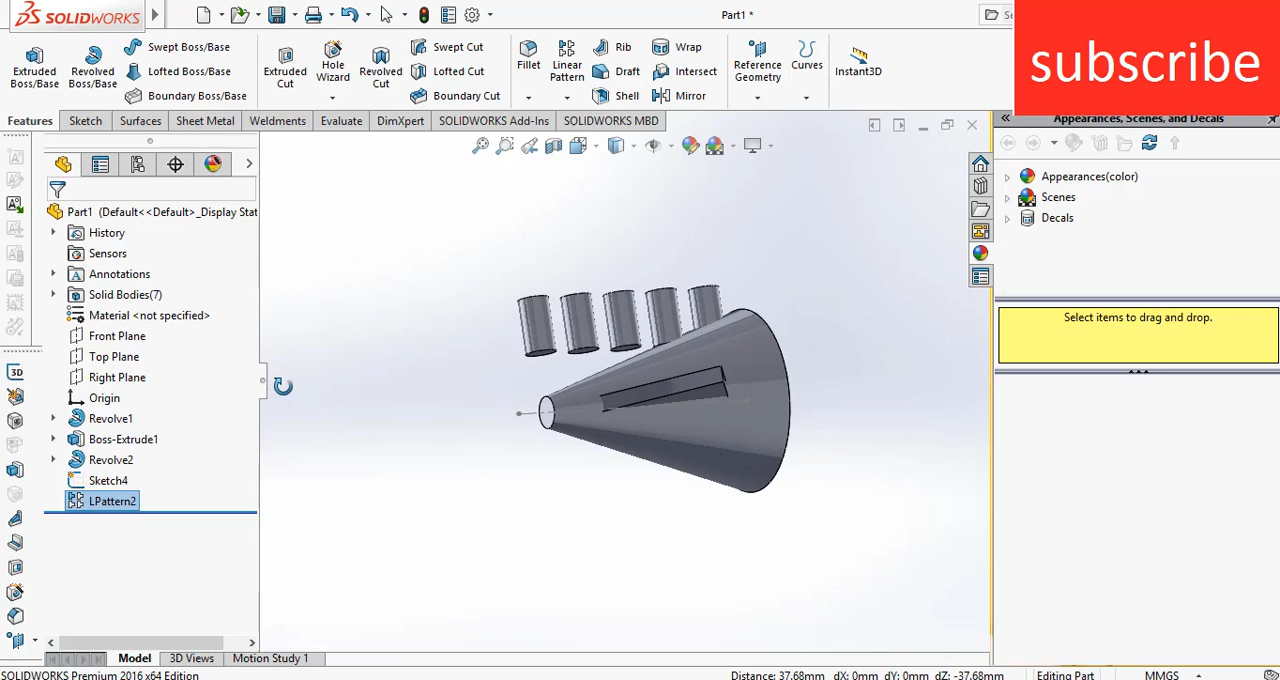 SOLIDWORKS
Part1 *
subscribe
Extruded Boss/Base
Revolved Boss/Base
Swept Boss/Base
Lofted Boss/Base
Boundary Boss/Base
Extruded Cut
Hole Wizard
Revolved Cut
Swept Cut
Lofted Cut
Boundary Cut
Fillet
Linear Pattern
Rib
Draft
Shell
Wrap
Intersect
Mirror
Reference Geometry
Curves
Instant3D
Features
Sketch
Surfaces
Sheet Metal
Weldments
Evaluate
DimXpert
SOLIDWORKS Add-Ins
SOLIDWORKS MBD
Appearances, Scenes, and Decals
Appearances(color)
Scenes
Decals
Select items to drag and drop.
Part1 (Default<<Default>_Display Stat
History
Sensors
Annotations
Solid Bodies(7)
Material <not specified>
Front Plane
Top Plane
Right Plane
Origin
Revolve1
Boss-Extrude1
Revolve2
Sketch4
LPattern2
Model
3D Views
Motion Study 1
SOLIDWORKS Premium 2016 x64 Edition
Distance: 37.68mm dX: 0mm dY: 0mm dZ: -37.68mm
Editing Part
MMGS